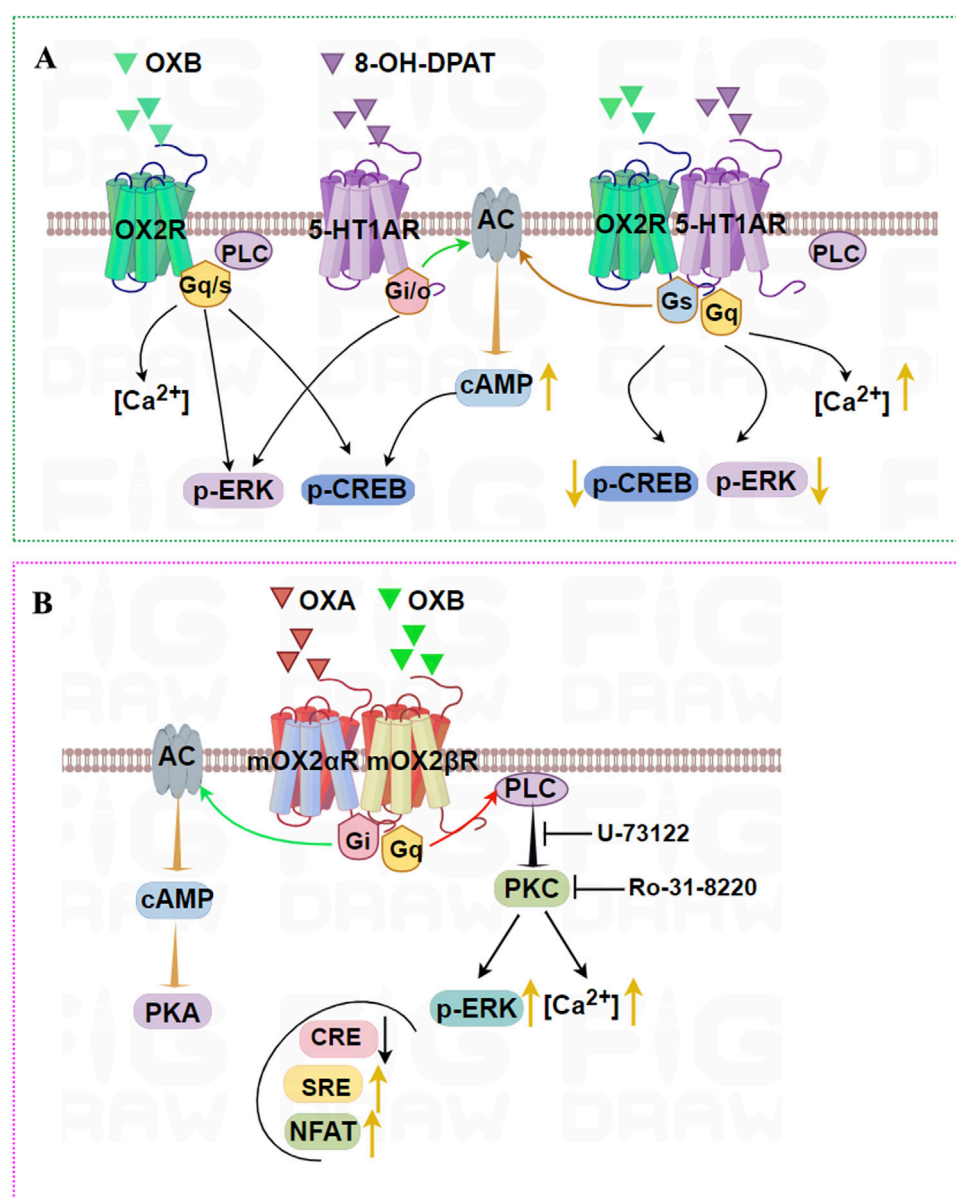 A
OXB
8-OH-DPAT
OX2R
PLC
Gq/s
5-HT1AR
Gi/o
AC
OX2R
5-HT1AR
PLC
Gs
Gq
[Ca2+]
cAMP
[Ca2+]
p-ERK
p-CREB
p-CREB
p-ERK
B
OXA
OXB
AC
mOX2αR
mOX2βR
PLC
Gi
Gq
U-73122
cAMP
PKC
Ro-31-8220
PKA
p-ERK
[Ca2+]
CRE
SRE
NFAT
FIG
DRAW